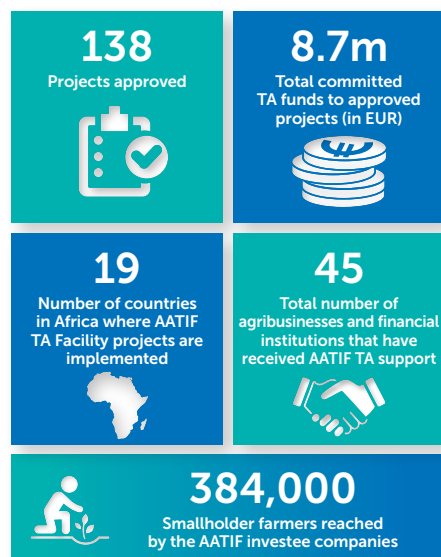 138
Projects approved
8.7m
Total committed
TA funds to approved
projects (in EUR)
19
Number of countries
in Africa where AATIF
TA Facility projects are
implemented
45
Total number of
agribusinesses and financial
institutions that have
received AATIF TA support
384,000
Smallholder farmers reached
by the AATIF investee companies